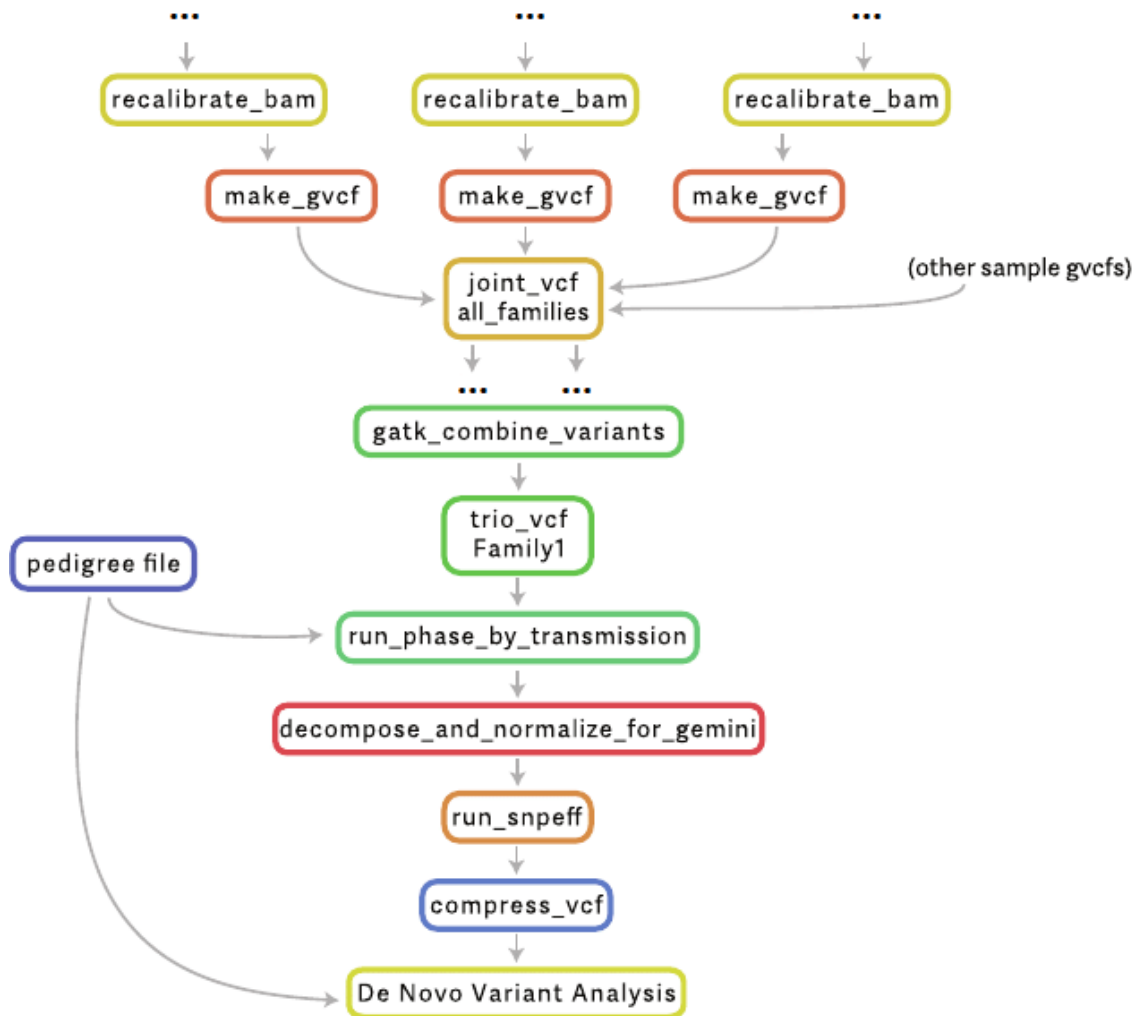 ... ... ...
recalibrate_bam recalibrate_bam recalibrate_bam
make_gvcf make_gvcf make_gvcf
(other sample gvcfs)
joint_vcf
all_families
... ...
gatk_combine_variants
trio_vcf
Family1
pedigree file
run_phase_by_transmission
decompose_and_normalize_for_gemini
run_snpeff
compress_vcf
De Novo Variant Analysis